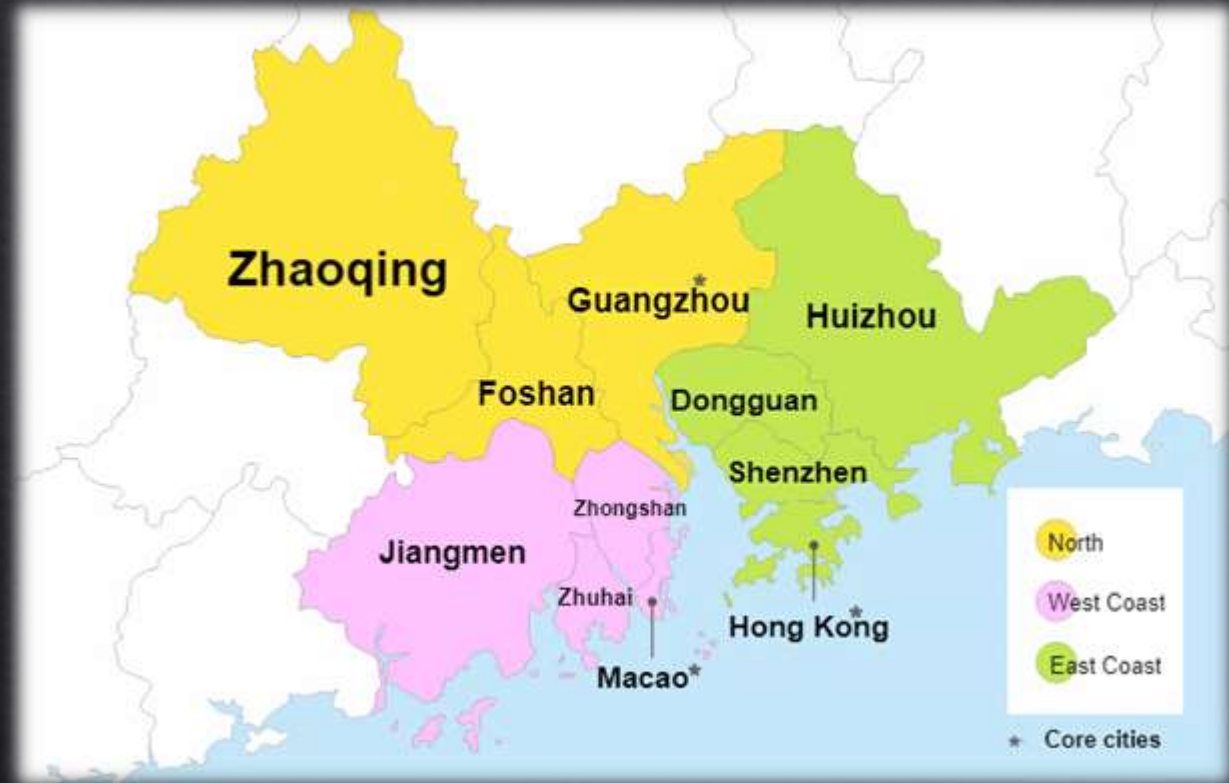 Zhaoqing
Guangzhou*
Huizhou
Foshan
Dongguan
Shenzhen
Zhongshan
Jiangmen
Zhuhai
Hong Kong*
Macao*
North
West Coast
East Coast
* Core cities